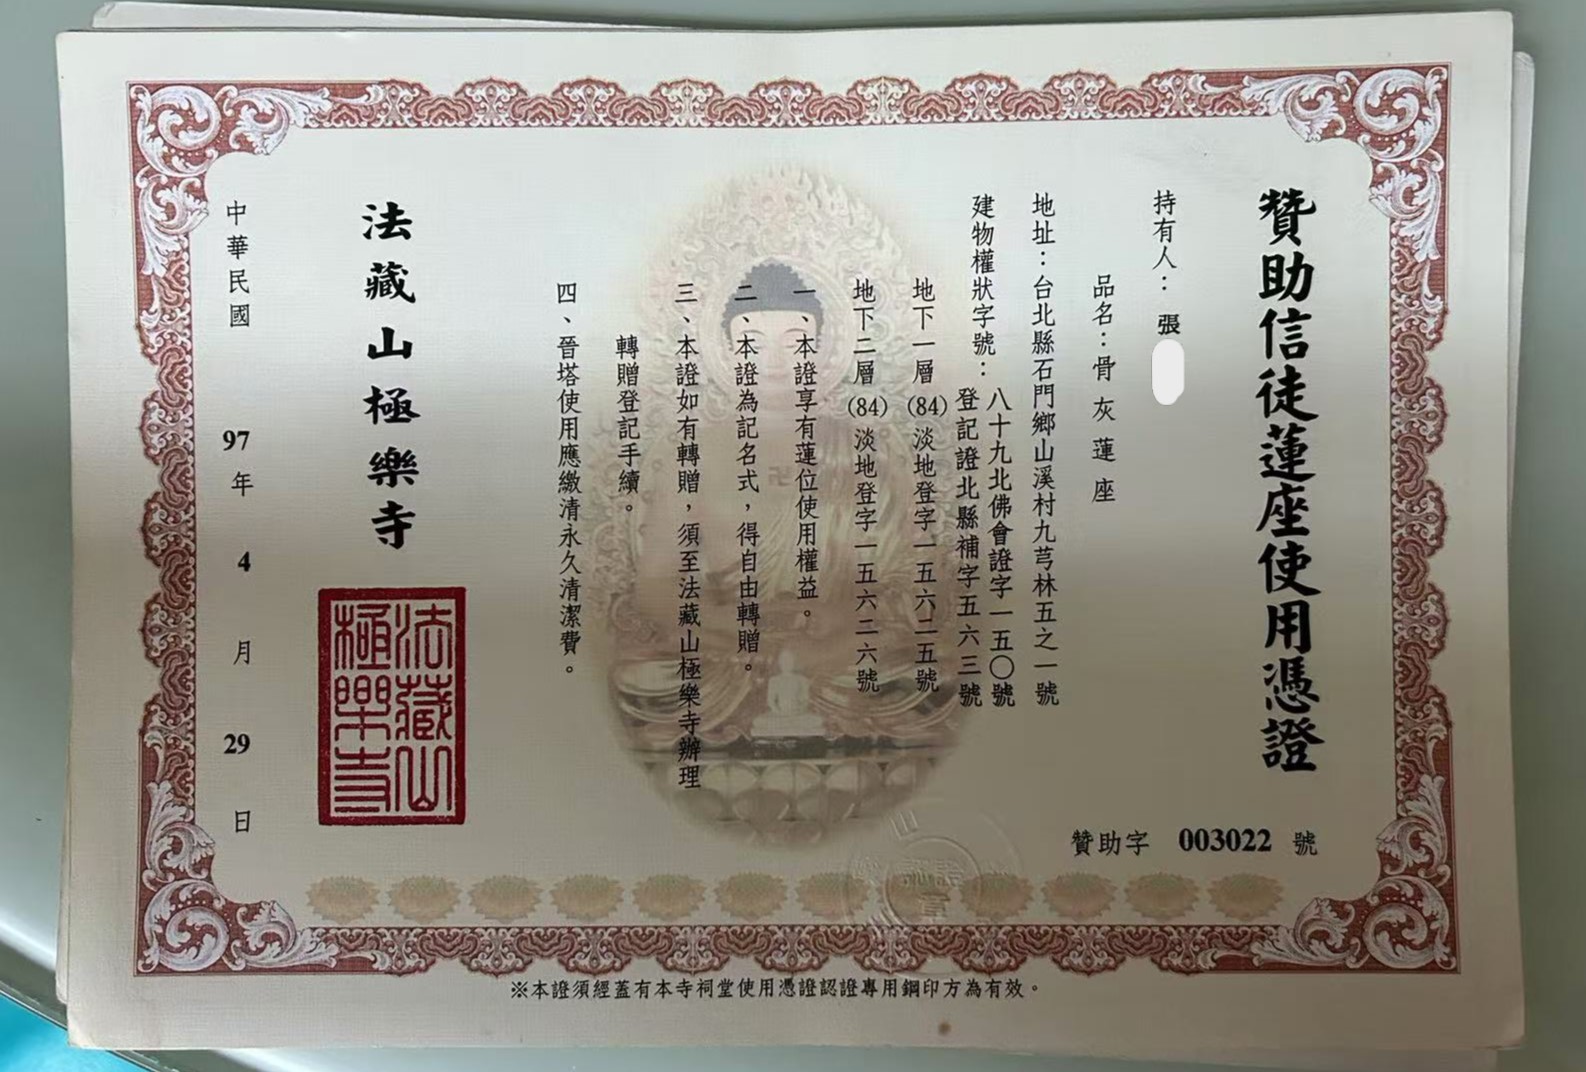 贊助信徒蓮座使用憑證
贊助字 003022 號
持有人：張
品名：骨灰蓮座
地址：台北縣石門鄉山溪村九芎林五之一號
建物權狀字號：八十九北佛會證字一五〇號
登記證北縣補字五六三號
地下一層(84)淡地登字一五六二五號
地下二層(84)淡地登字一五六二六號
一、本證享有蓮位使用權益。
二、本證為記名式，得自由轉贈。
三、本證如有轉贈，須至法藏山極樂寺辦理
轉贈登記手續。
四、晉塔使用應繳清永久清潔費。
法藏山極樂寺
法藏山極樂寺
中華民國 97 年 4 月 29 日
※本證須經蓋有本寺祠堂使用憑證認證專用鋼印方為有效。